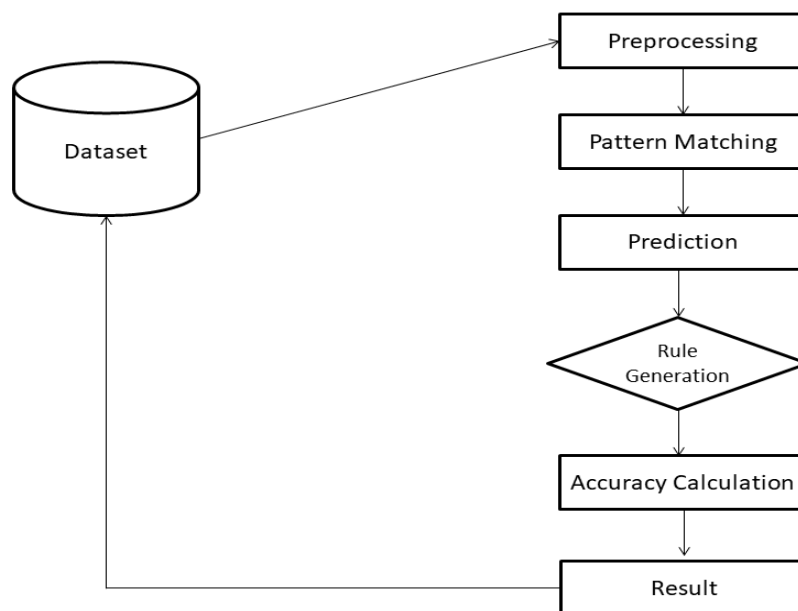 Preprocessing
Dataset
Pattern Matching
Prediction
Rule
Generation
Accuracy Calculation
Result